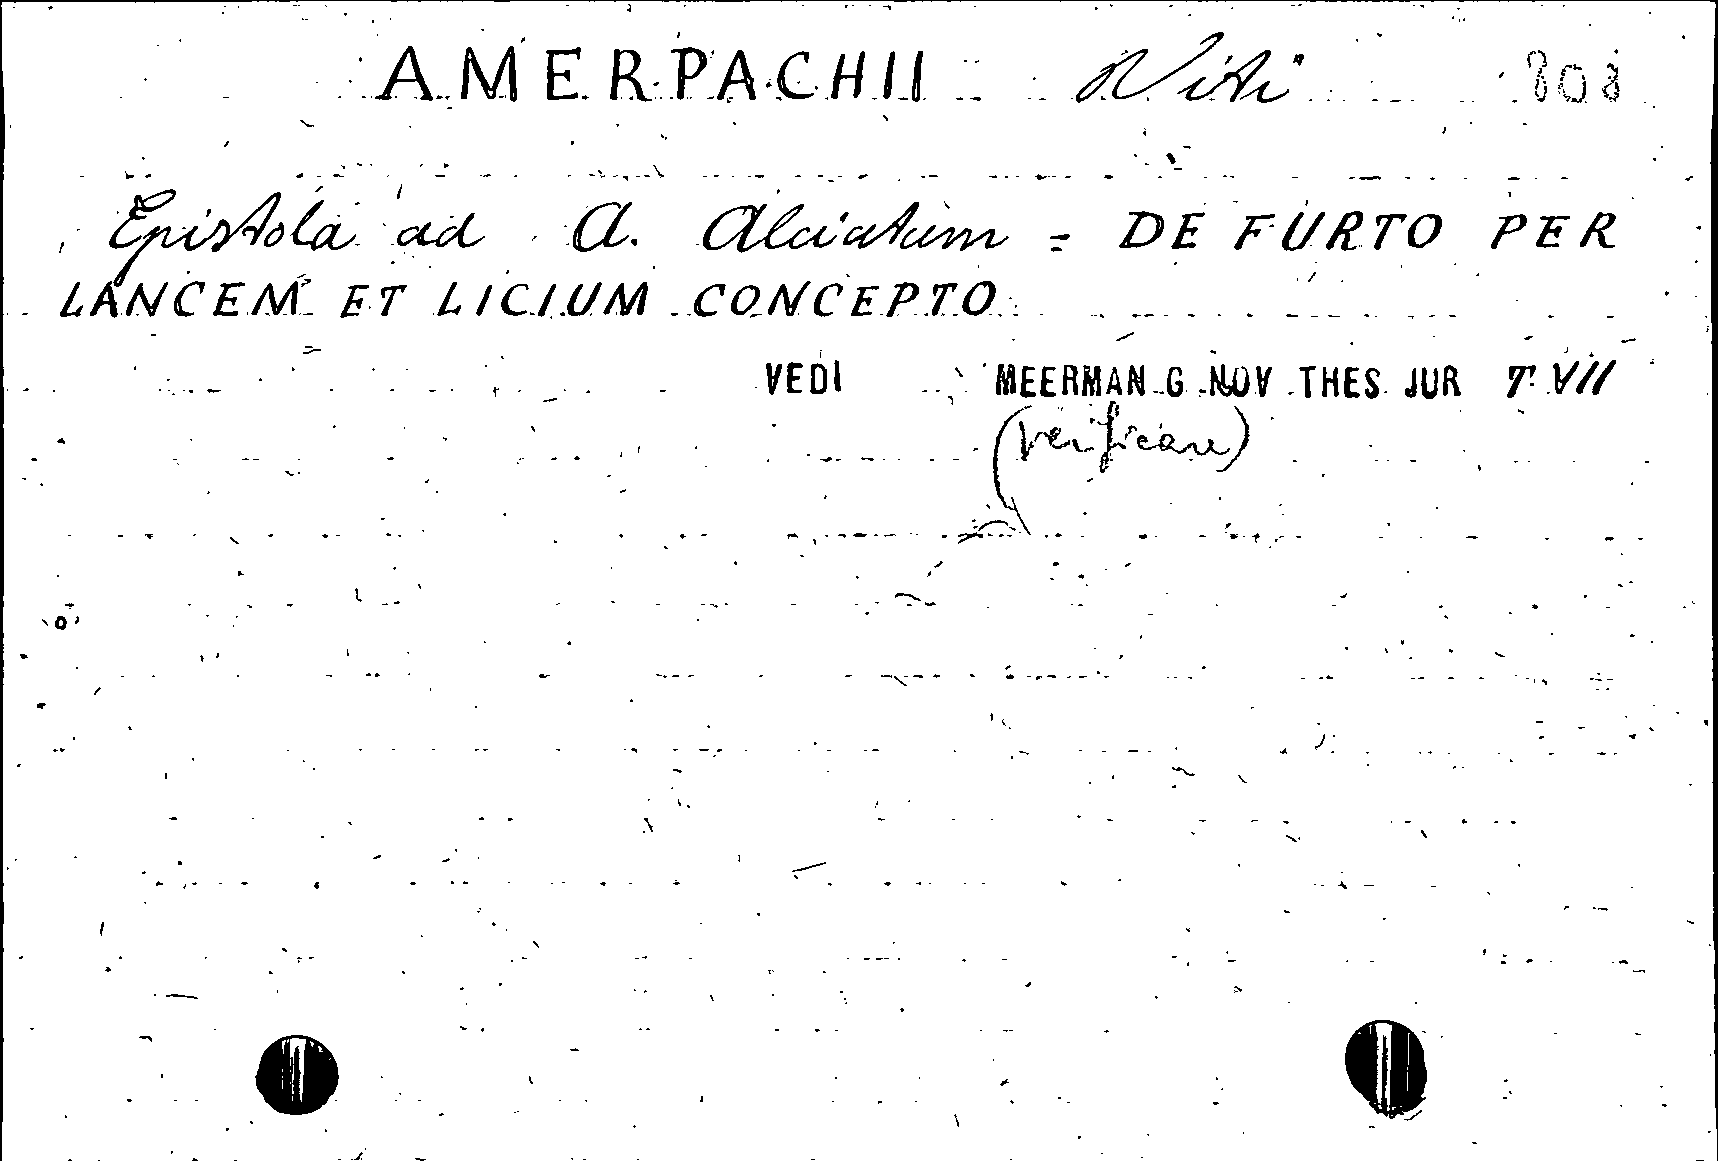 AMERPACHII Viti 808
Epistola ad A. Alciatum = DE FURTO PER
LANCEM ET LICIUM CONCEPTO
VEDI MEERMAN G NOV THES JUR T VII
(verificare)